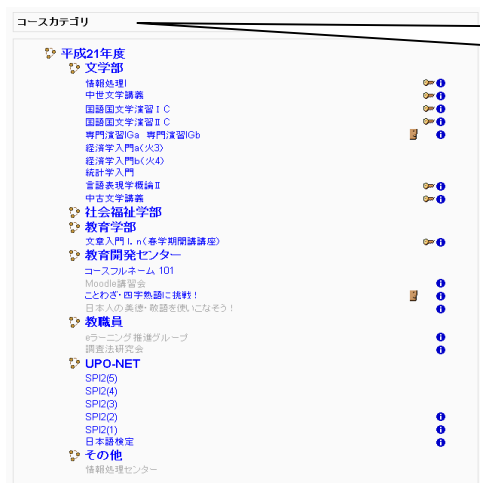 コースカテゴリ
平成21年度
文学部
情報処理I
中世文学講義
国語国文学演習ⅠC
国語国文学演習ⅡC
専門演習IGa 専門演習IGb
経済学入門a(火3)
経済学入門b(火4)
統計学入門
言語表現学概論Ⅱ
中古文学講義
社会福祉学部
教育学部
文章入門 I. n(春学期開講講座)
教育開発センター
コースフルネーム 101
Moodle講習会
ことわざ・四字熟語に挑戦!
日本人の美徳・敬語を使いこなそう!
教職員
eラーニング推進グループ
調査法研究会
UPO-NET
SPI2(5)
SPI2(4)
SPI2(3)
SPI2(2)
SPI2(1)
日本語検定
その他
情報処理センター